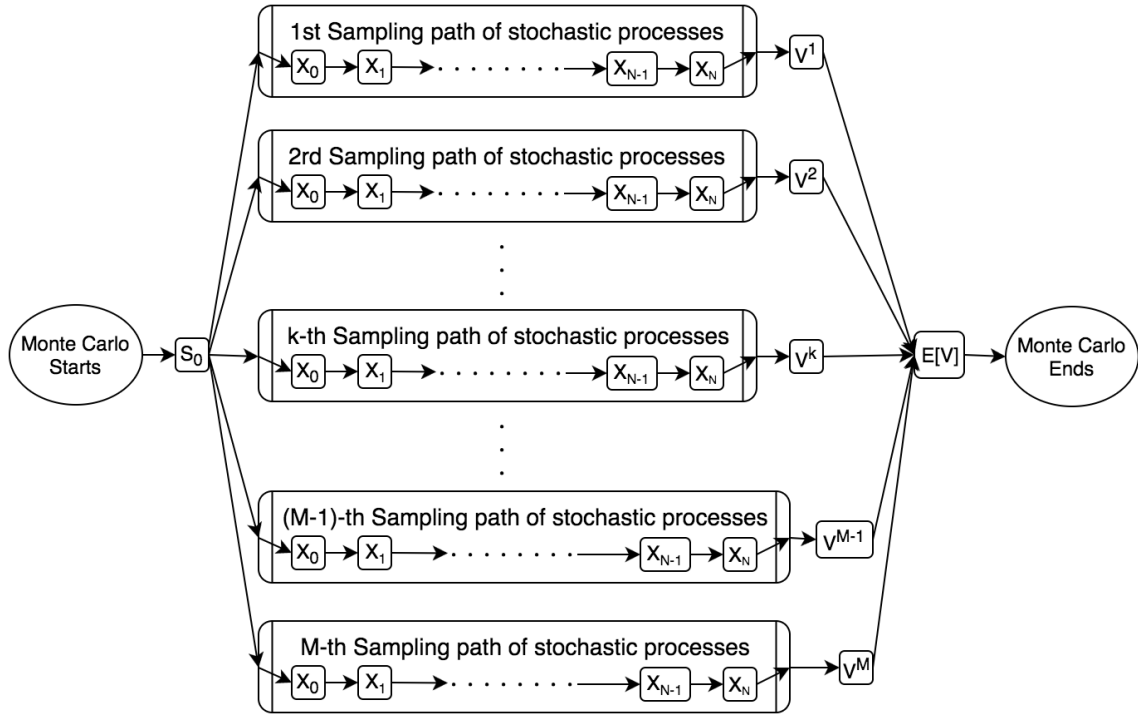 1st Sampling path of stochastic processes
X₀ X₁ . . . . . . . . Xₙ₋₁ Xₙ V¹
2rd Sampling path of stochastic processes
X₀ X₁ . . . . . . . . Xₙ₋₁ Xₙ V²
Monte Carlo
Starts
S₀
k-th Sampling path of stochastic processes
X₀ X₁ . . . . . . . . Xₙ₋₁ Xₙ Vᵏ
E[V]
Monte Carlo
Ends
(M-1)-th Sampling path of stochastic processes
X₀ X₁ . . . . . . . . Xₙ₋₁ Xₙ Vᴹ⁻¹
M-th Sampling path of stochastic processes
X₀ X₁ . . . . . . . . Xₙ₋₁ Xₙ Vᴹ